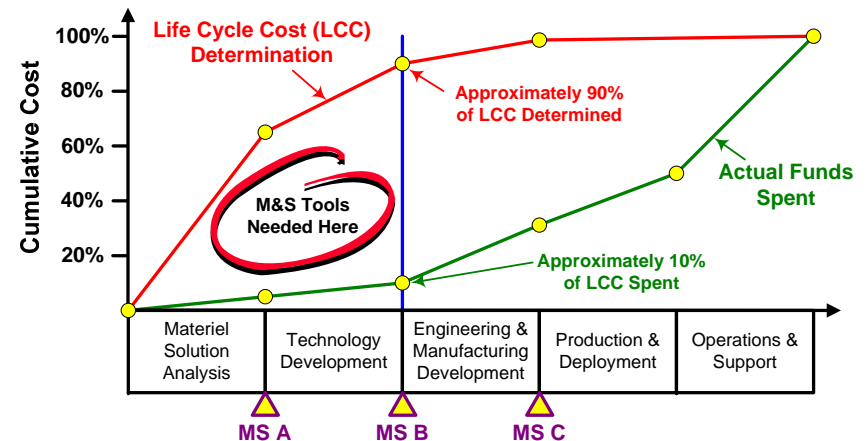 Cumulative Cost
100%
80%
60%
40%
20%
Life Cycle Cost (LCC)
Determination
Approximately 90%
of LCC Determined
M&S Tools
Needed Here
Actual Funds
Spent
Approximately 10%
of LCC Spent
Materiel
Solution
Analysis
Technology
Development
Engineering &
Manufacturing
Development
Production &
Deployment
Operations &
Support
MS A
MS B
MS C